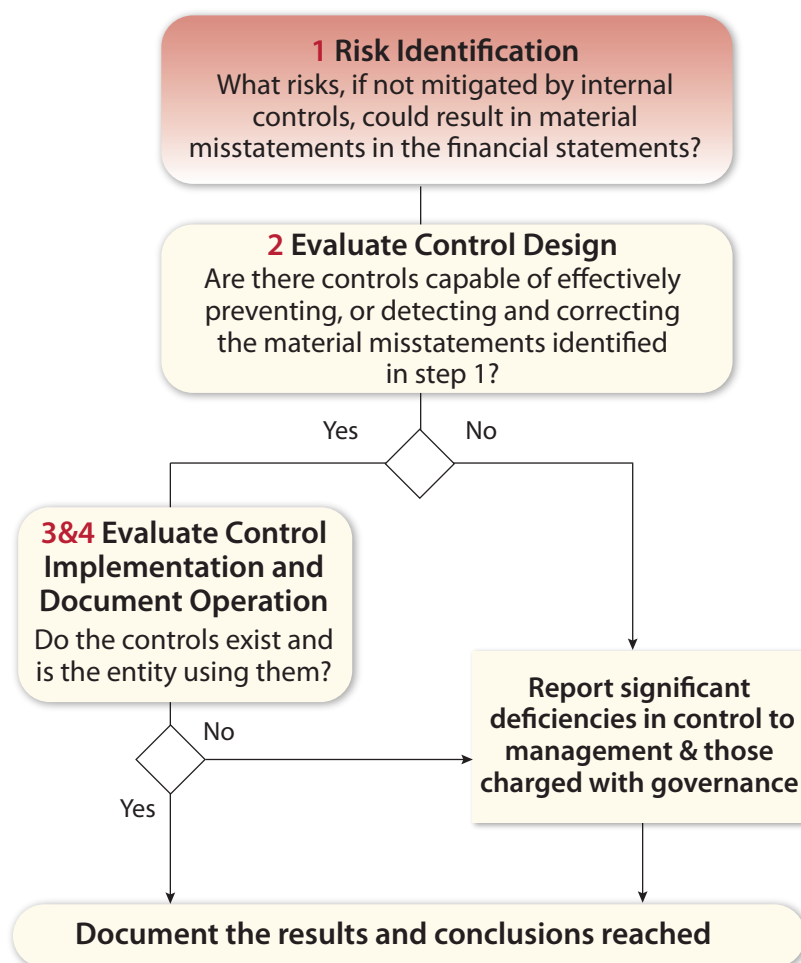 1 Risk Identification
What risks, if not mitigated by internal
controls, could result in material
misstatements in the financial statements?
2 Evaluate Control Design
Are there controls capable of effectively
preventing, or detecting and correcting
the material misstatements identified
in step 1?
Yes
No
3&4 Evaluate Control
Implementation and
Document Operation
Do the controls exist and
is the entity using them?
No
Yes
Report significant
deficiencies in control to
management & those
charged with governance
Document the results and conclusions reached